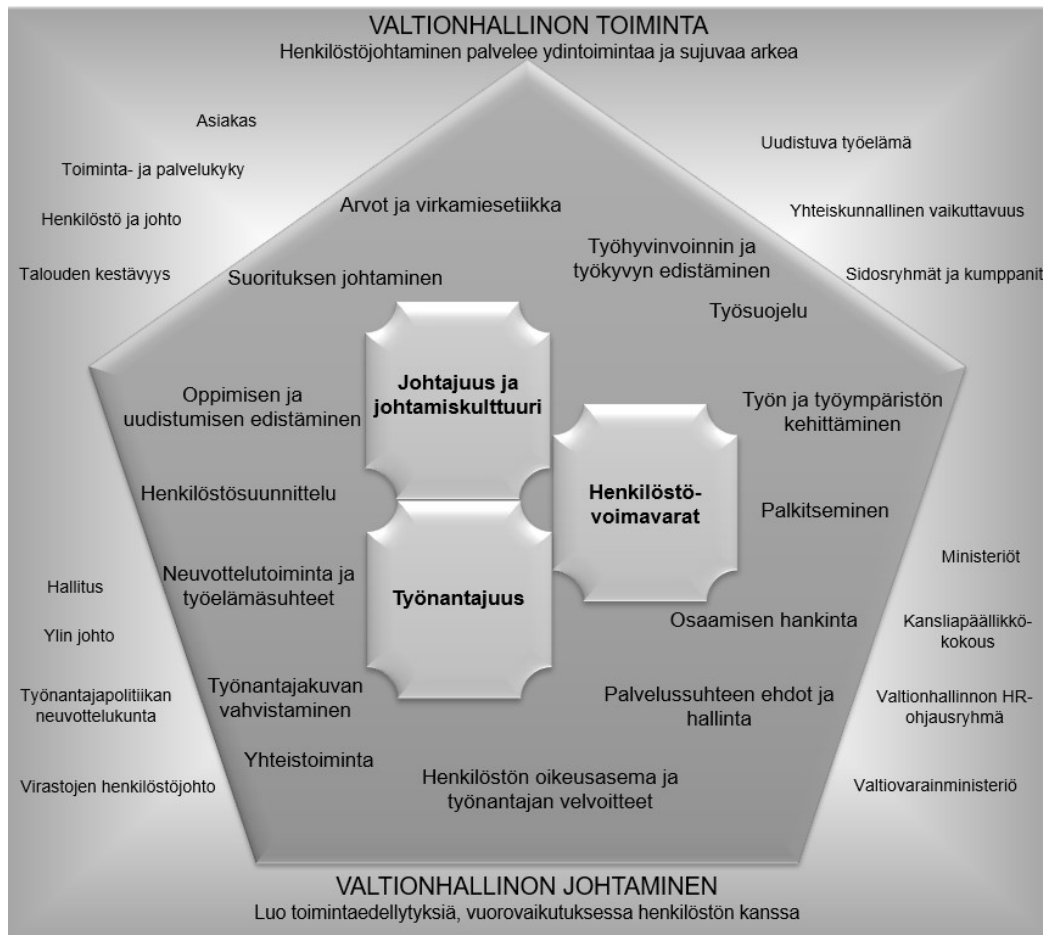 VALTIONHALLINON TOIMINTA
Henkilöstöjohtaminen palvelee ydintoimintaa ja sujuvaa arkea
Asiakas
Toiminta- ja palvelukyky
Henkilöstö ja johto
Talouden kestävyys
Uudistuva työelämä
Yhteiskunnallinen vaikuttavuus
Sidosryhmät ja kumppanit
Arvot ja virkamiesetiikka
Suorituksen johtaminen
Työhyvinvoinnin ja
työkyvyn edistäminen
Työsuojelu
Oppimisen ja
uudistumisen edistäminen
Johtajuus ja
johtamiskulttuuri
Työn ja työympäristön
kehittäminen
Henkilöstösuunnittelu
Henkilöstö-
voimavarat
Palkitseminen
Neuvottelutoiminta ja
työelämäsuhteet
Työnantajuus
Osaamisen hankinta
Työnantajakuvan
vahvistaminen
Palvelussuhteen ehdot ja
hallinta
Yhteistoiminta
Henkilöstön oikeusasema ja
työnantajan velvoitteet
Hallitus
Ylin johto
Työnantajapolitiikan
neuvottelukunta
Virastojen henkilöstöjohto
Ministeriöt
Kansliapäällikkö-
kokous
Valtionhallinnon HR-
ohjausryhmä
Valtiovarainministeriö
VALTIONHALLINON JOHTAMINEN
Luo toimintaedellytyksiä, vuorovaikutuksessa henkilöstön kanssa